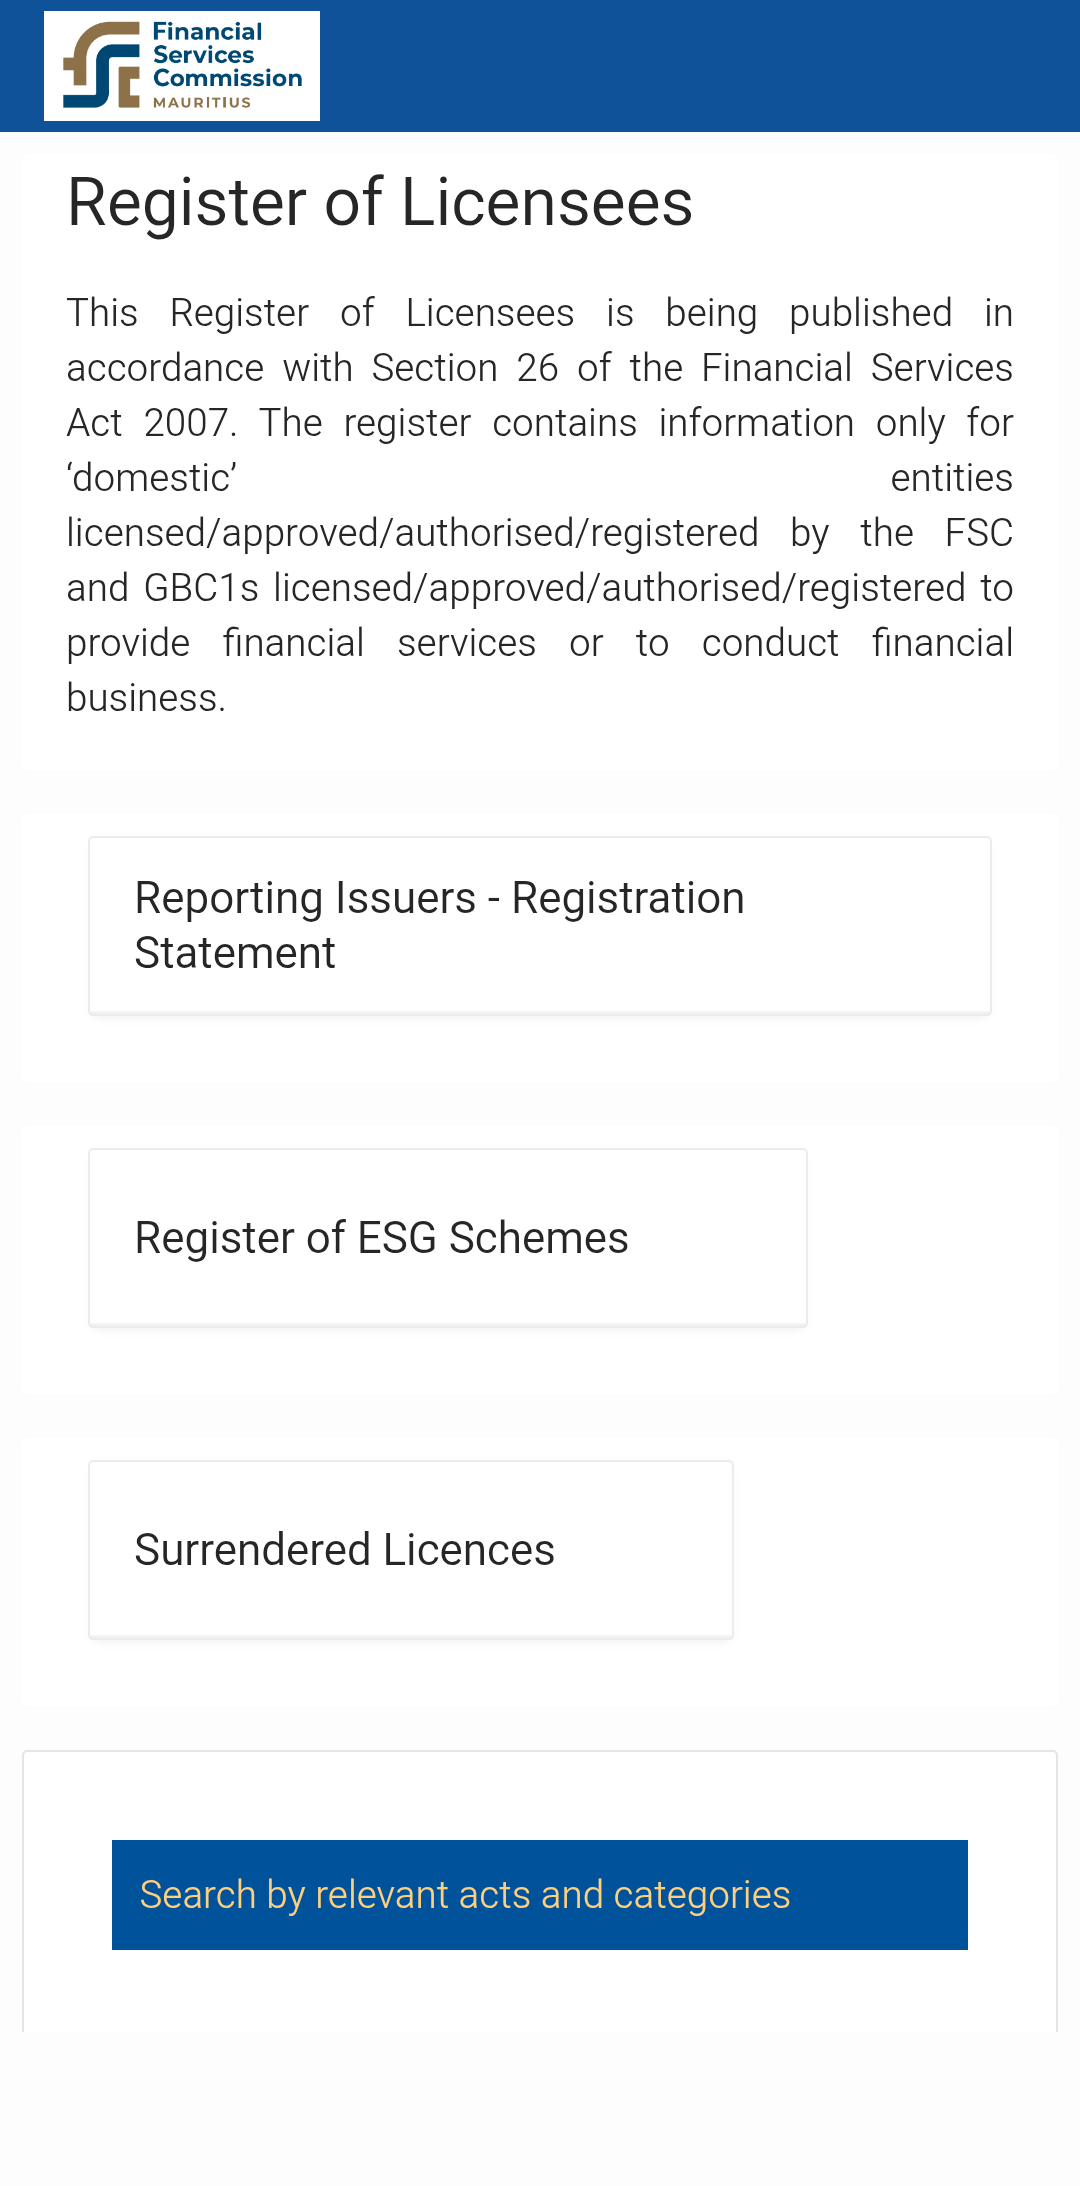 Financial
Services
Commission
MAURITIUS
Register of Licensees
This Register of Licensees is being published in
accordance with Section 26 of the Financial Services
Act 2007. The register contains information only for
‘domestic’ entities
licensed/approved/authorised/registered by the FSC
and GBC1s licensed/approved/authorised/registered to
provide financial services or to conduct financial
business.
Reporting Issuers - Registration
Statement
Register of ESG Schemes
Surrendered Licences
Search by relevant acts and categories